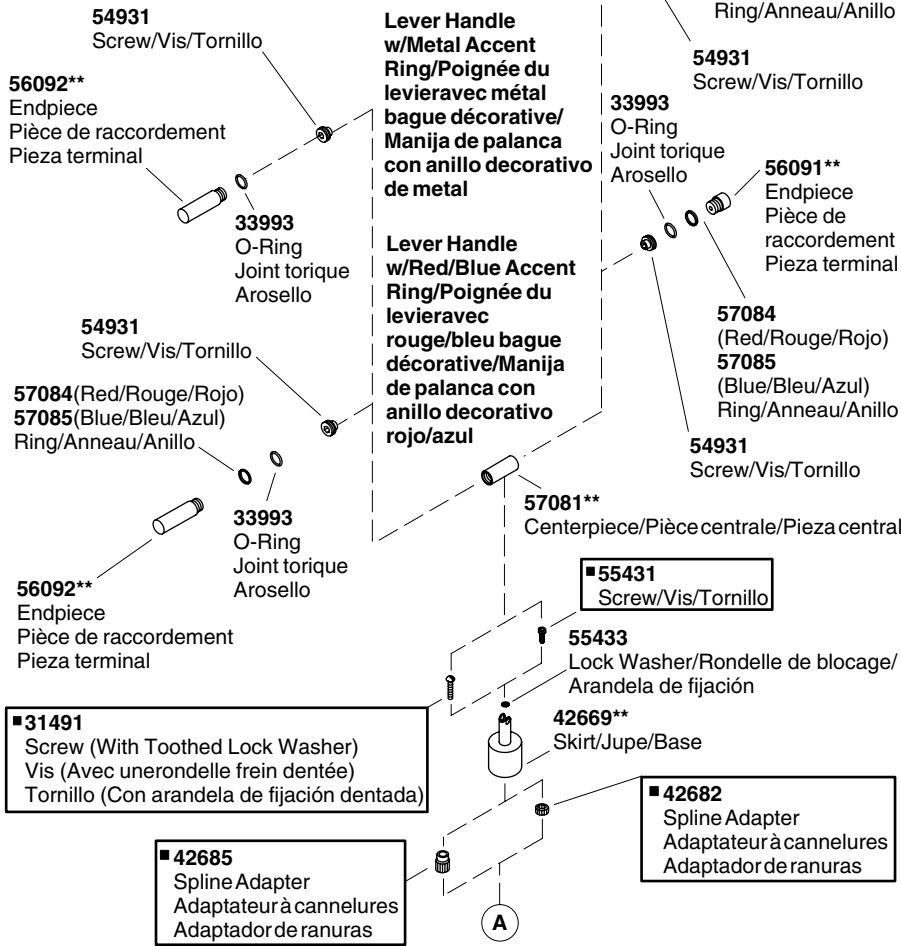 54931
Screw/Vis/Tornillo
56092**
Endpiece
Pièce de raccordement
Pieza terminal
33993
O-Ring
Joint torique
Arosello
Lever Handle
w/Metal Accent
Ring/Poignée du
levieravec métal
bague décorative/
Manija de palanca
con anillo decorativo
de metal
Ring/Anneau/Anillo
54931
Screw/Vis/Tornillo
33993
O-Ring
Joint torique
Arosello
56091**
Endpiece
Pièce de
raccordement
Pieza terminal
57084
(Red/Rouge/Rojo)
57085
(Blue/Bleu/Azul)
Ring/Anneau/Anillo
54931
Screw/Vis/Tornillo
Lever Handle
w/Red/Blue Accent
Ring/Poignée du
levieravec
rouge/bleu bague
décorative/Manija
de palanca con
anillo decorativo
rojo/azul
54931
Screw/Vis/Tornillo
57084(Red/Rouge/Rojo)
57085(Blue/Bleu/Azul)
Ring/Anneau/Anillo
33993
O-Ring
Joint torique
Arosello
56092**
Endpiece
Pièce de raccordement
Pieza terminal
57081**
Centerpiece/Pièce centrale/Pieza central
■55431
Screw/Vis/Tornillo
55433
Lock Washer/Rondelle de blocage/
Arandela de fijación
42669**
Skirt/Jupe/Base
■31491
Screw (With Toothed Lock Washer)
Vis (Avec unerondelle frein dentée)
Tornillo (Con arandela de fijación dentada)
■42682
Spline Adapter
Adaptateur à cannelures
Adaptador de ranuras
■42685
Spline Adapter
Adaptateur à cannelures
Adaptador de ranuras
A